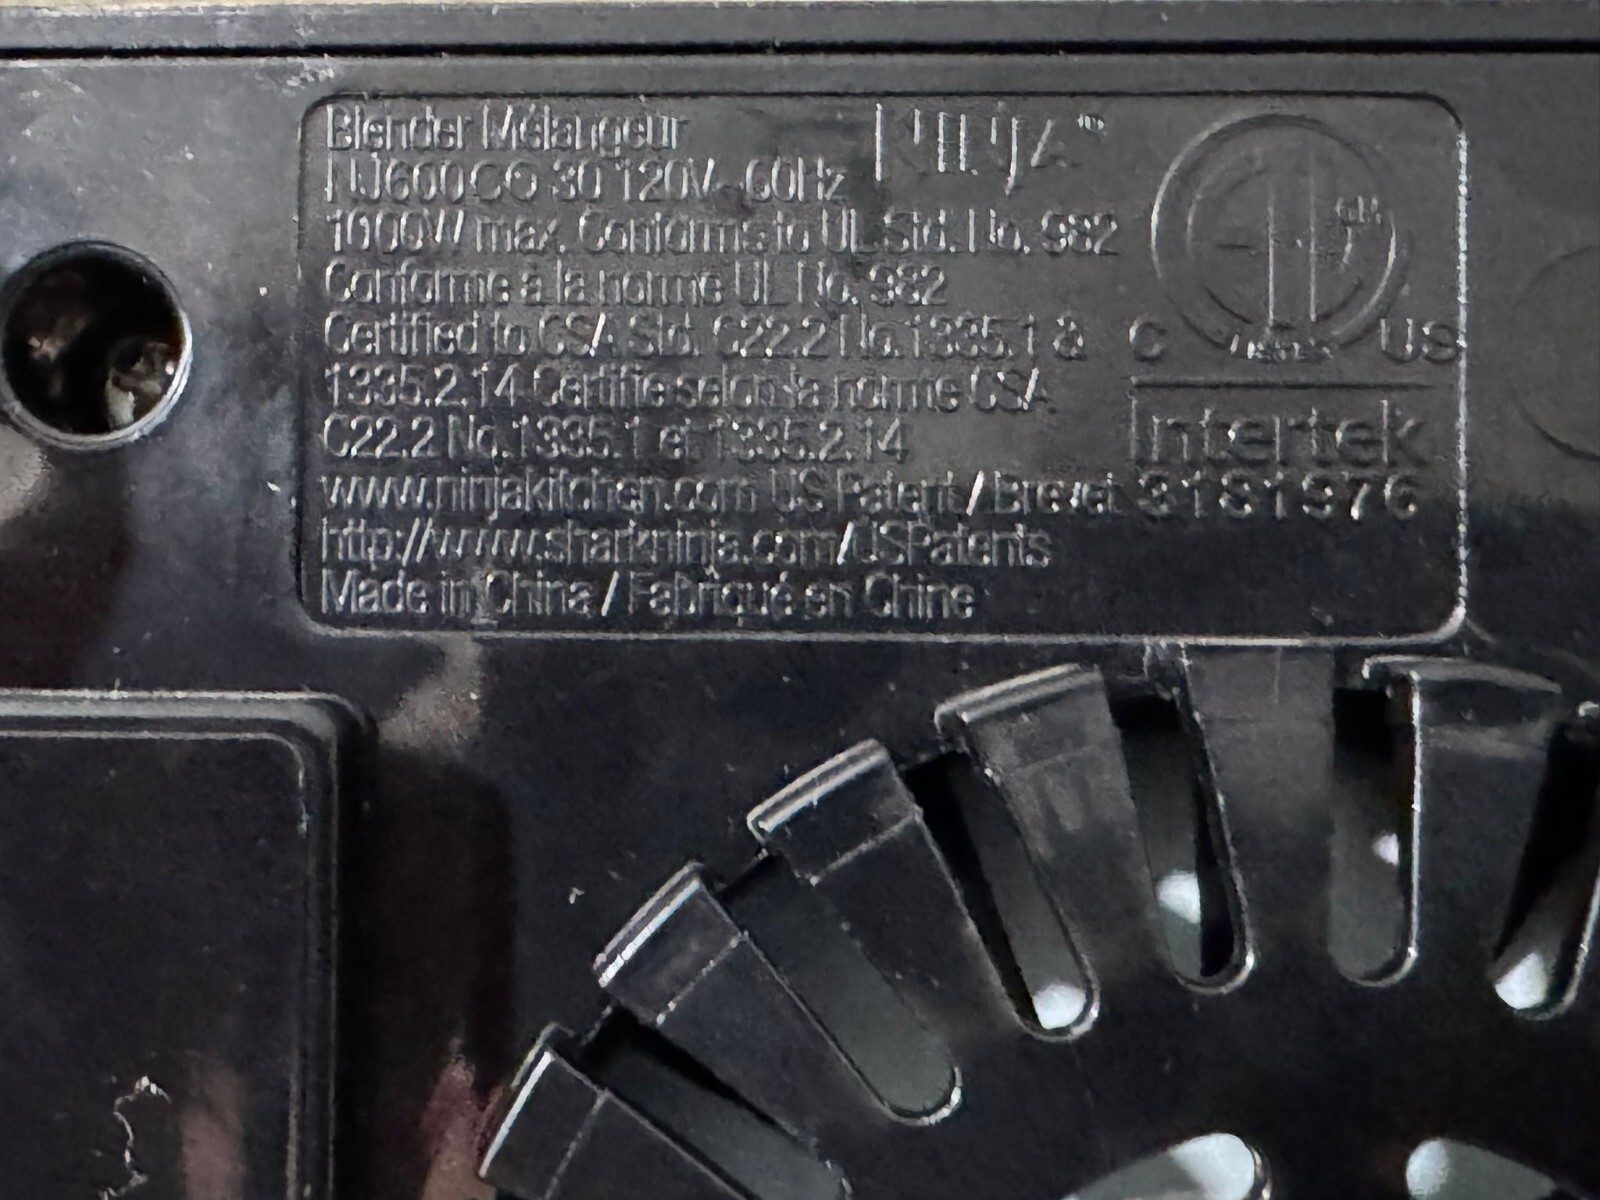 Blender Mélangeur
NINJA™
NJ600CO 30 120V~60Hz
1000W max. Conforms to UL Std. No. 982
Conforme à la norme UL No. 982
Certified to CSA Std. C22.2 No.1335.1 &
1335.2.14 Certifie selon la norme CSA
C22.2 No.1335.1 et 1335.2.14
www.ninjakitchen.com US Patent / Brevet
http://www.sharkninja.com/USPatents
Made in China / Fabriqué en Chine
C US
Intertek
3181976